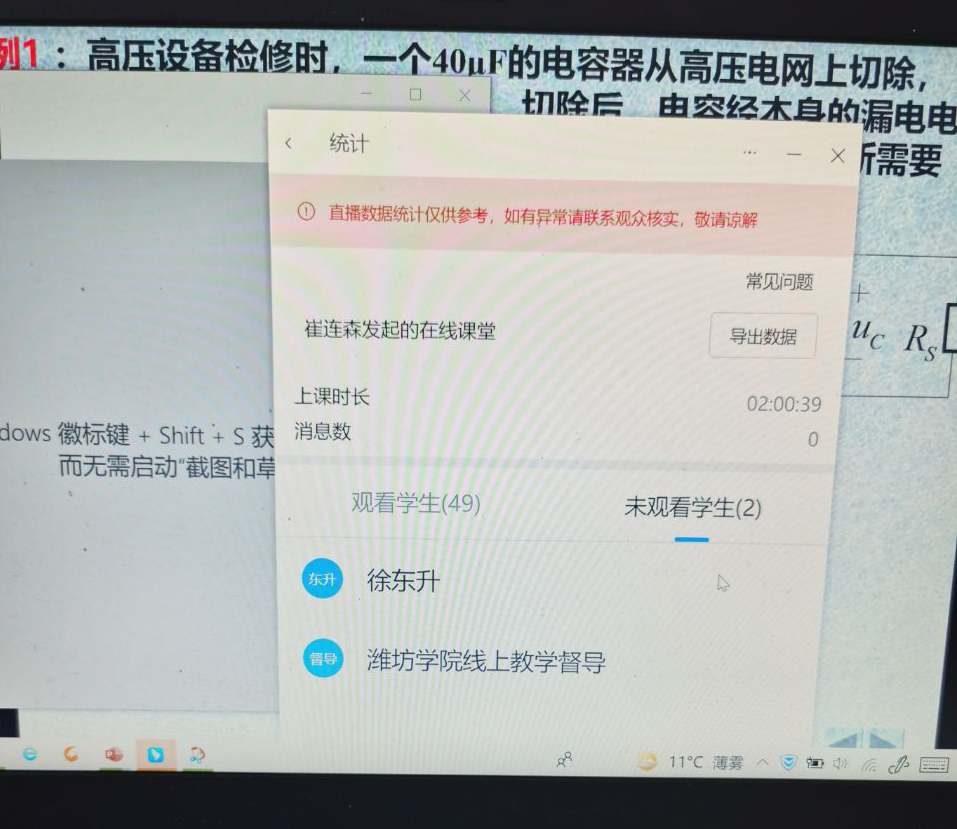 例1：高压设备检修时，一个40μF的电容器从高压电网上切除，
切除后，电容经本身的漏电电
所需要
统计
直播数据统计仅供参考，如有异常请联系观众核实，敬请谅解
常见问题
崔连森发起的在线课堂
导出数据
+
uC RS
—
上课时长
02:00:39
消息数
0
dows 徽标键 + Shift + S 获
而无需启动"截图和草
观看学生(49)
未观看学生(2)
东升
徐东升
督导
潍坊学院线上教学督导
11°C 薄雾